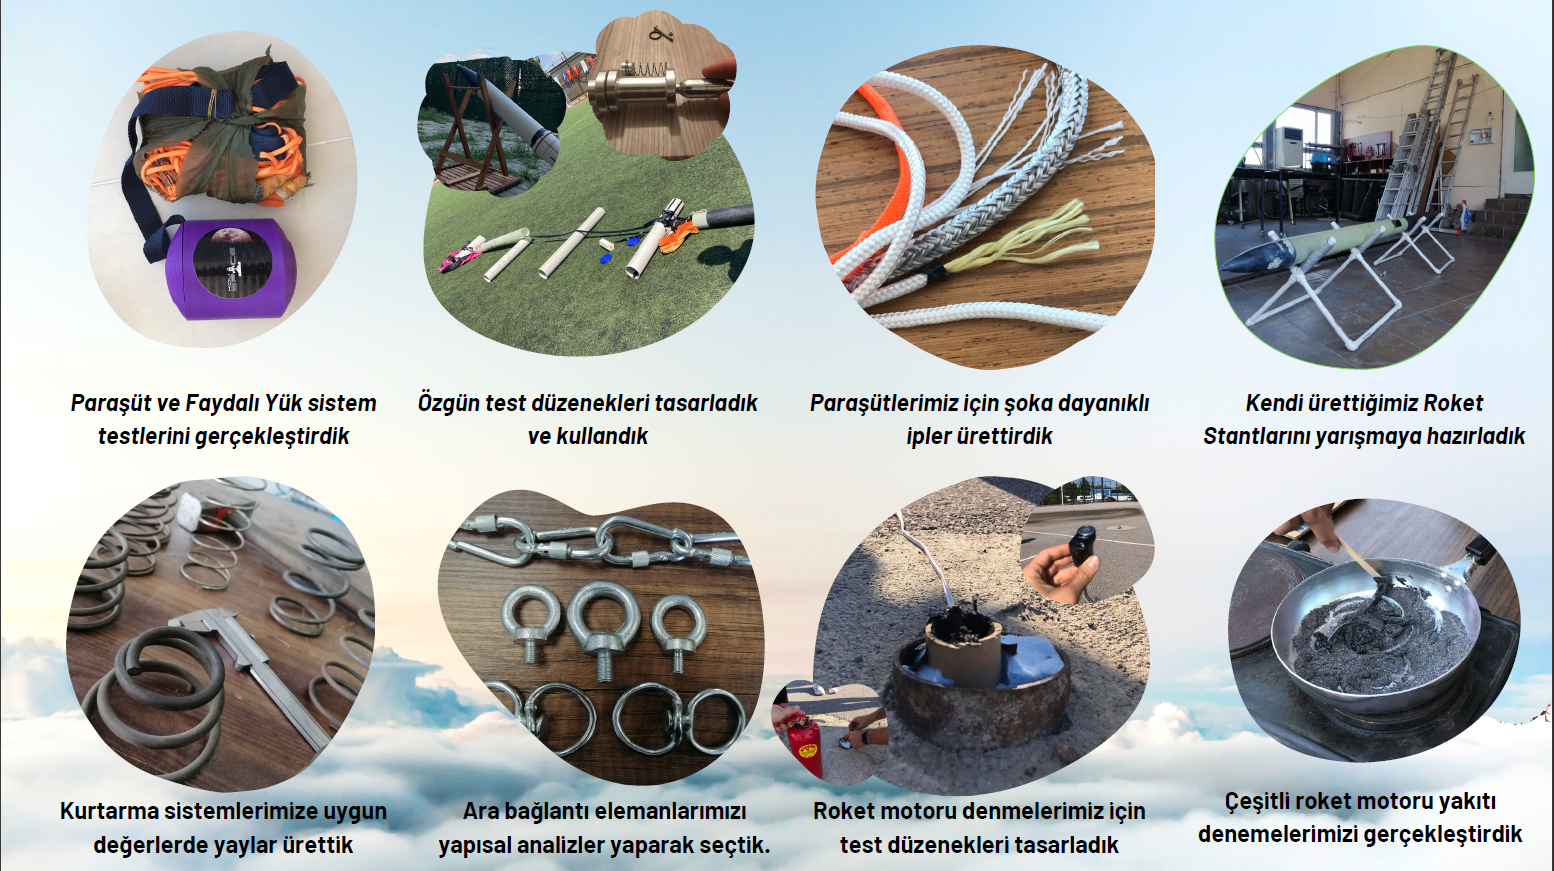 Paraşüt ve Faydalı Yük sistem
testlerini gerçekleştirdik
Özgün test düzenekleri tasarladık
ve kullandık
Paraşütlerimiz için şoka dayanıklı
ipler ürettirdik
Kendi ürettiğimiz Roket
Stantlarını yarışmaya hazırladık
Kurtarma sistemlerimize uygun
değerlerde yaylar ürettik
Ara bağlantı elemanlarımızı
yapısal analizler yaparak seçtik.
Roket motoru denmelerimiz için
test düzenekleri tasarladık
Çeşitli roket motoru yakıtı
denemelerimizi gerçekleştirdik